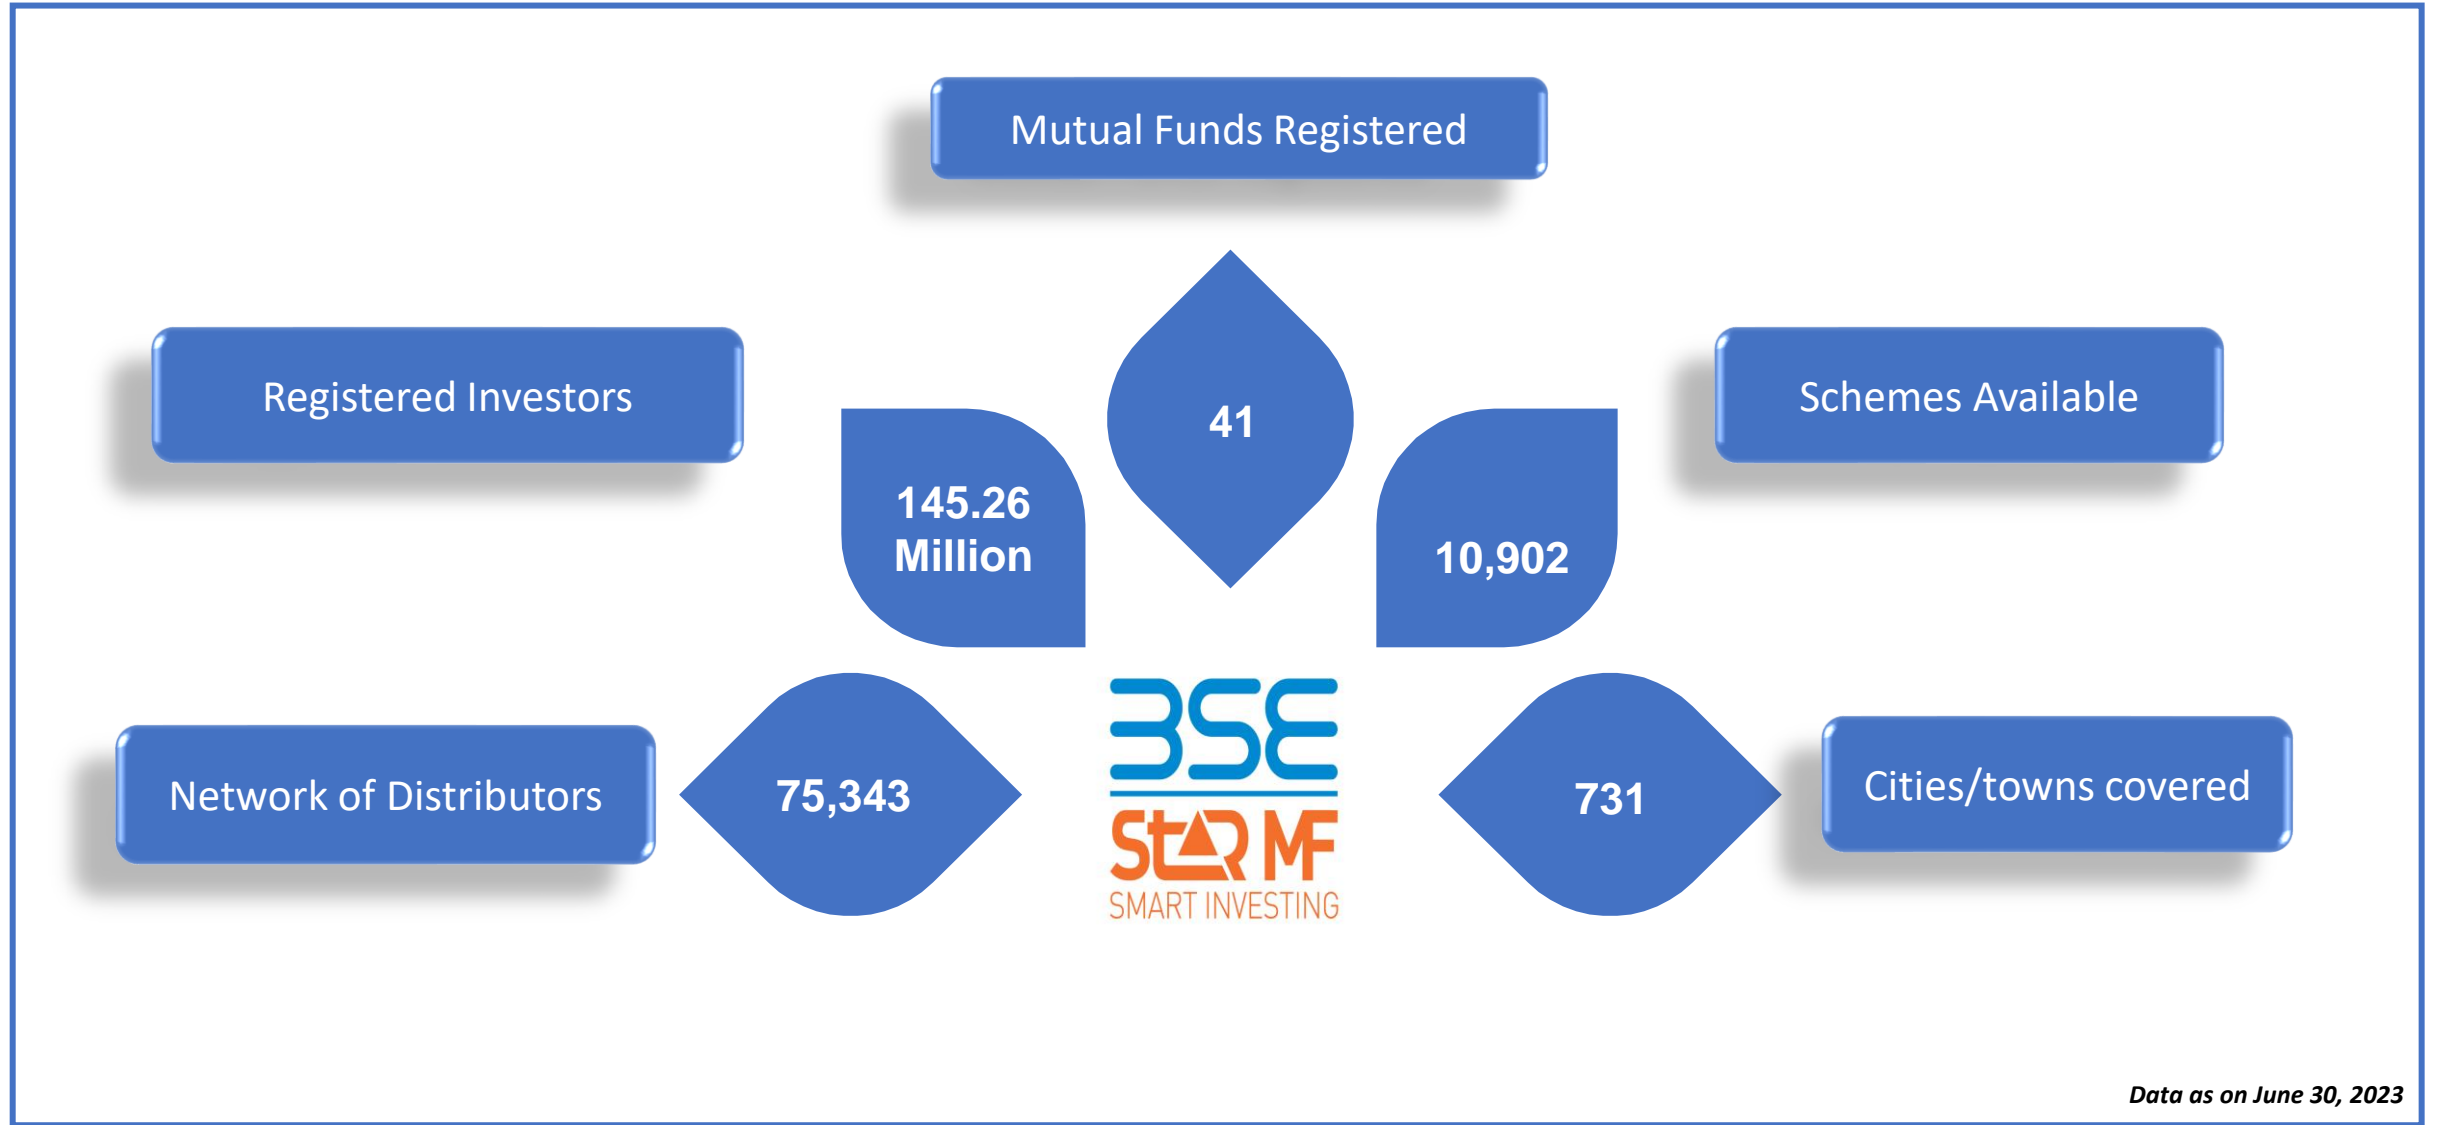 Mutual Funds Registered
41
Registered Investors
145.26
Million
Schemes Available
10,902
Network of Distributors
75,343
BSE
StAR MF
SMART INVESTING
731
Cities/towns covered
Data as on June 30, 2023